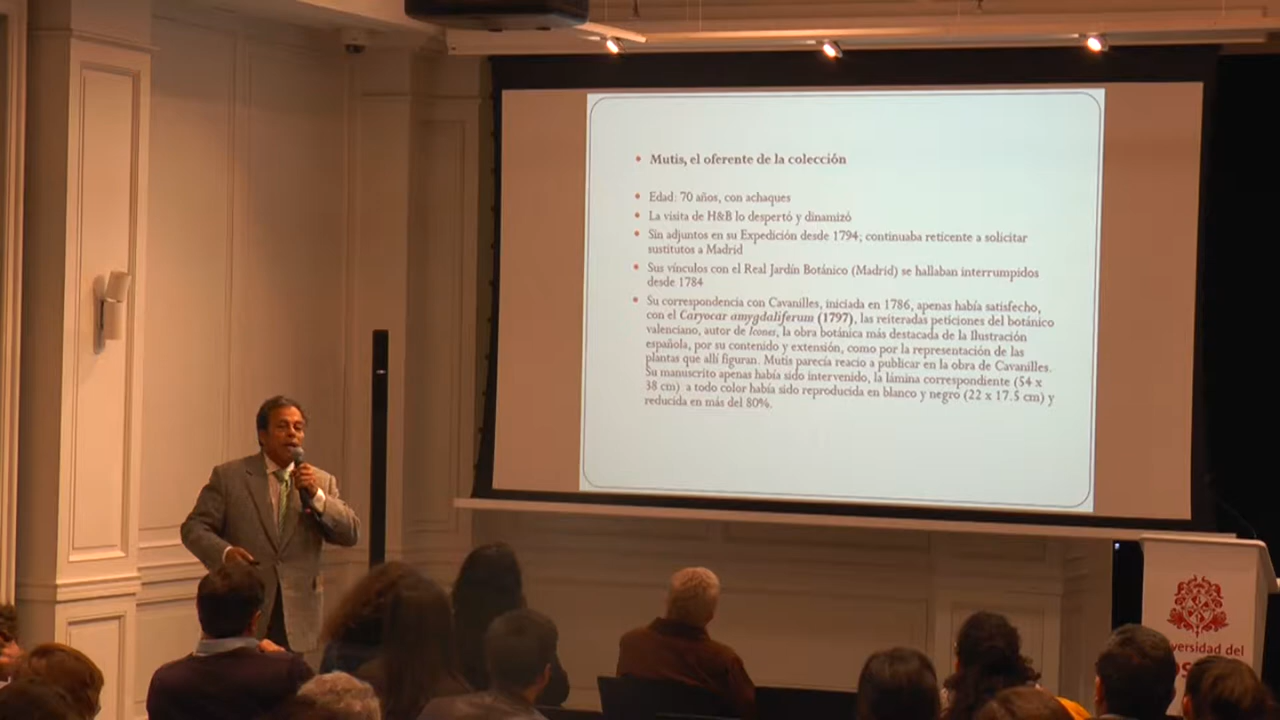 • Mutis, el oferente de la colección
• Edad: 70 años, con achaques
• La visita de H&B lo despertó y dinamizó
• Sin adjuntos en su Expedición desde 1794; continuaba reticente a solicitar
sustitutos a Madrid
• Sus vínculos con el Real Jardín Botánico (Madrid) se hallaban interrumpidos
desde 1784
• Su correspondencia con Cavanilles, iniciada en 1786, apenas había satisfecho,
con el Caryocar amygdaliferum (1797), las reiteradas peticiones del botánico
valenciano, autor de Icones, la obra botánica más destacada de la Ilustración
española, por su contenido y extensión, como por la representación de las
plantas que allí figuran. Mutis parecía reacio a publicar en la obra de Cavanilles.
Su manuscrito apenas había sido intervenido, la lámina correspondiente (54 x
38 cm) a todo color había sido reproducida en blanco y negro (22 x 17.5 cm) y
reducida en más del 80%.
versidad del